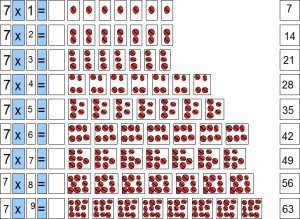 7 x 1 = 7
7 x 2 = 14
7 x 3 = 21
7 x 4 = 28
7 x 5 = 35
7 x 6 = 42
7 x 7 = 49
7 x 8 = 56
7 x 9 = 63